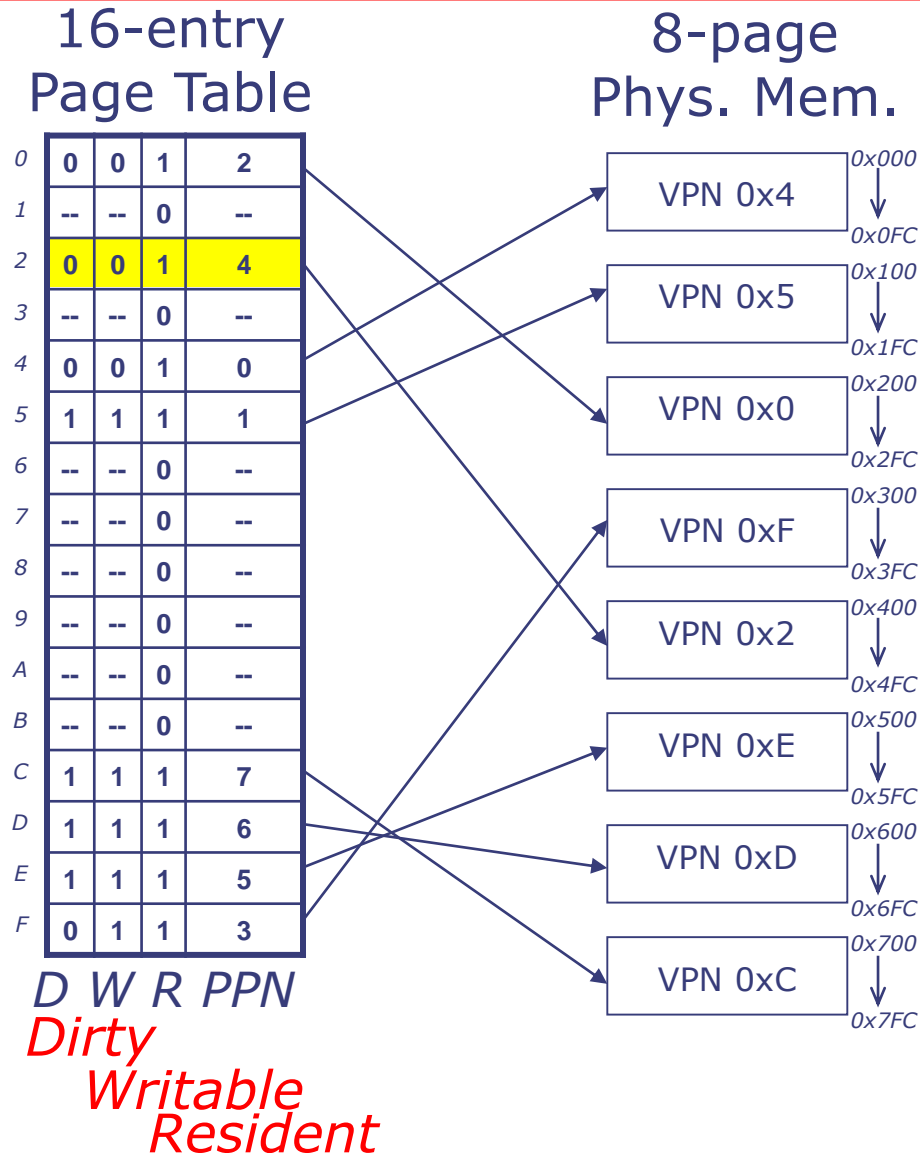 16-entry
Page Table
0 0 0 1 2
1 -- -- 0 --
2 0 0 1 4
3 -- -- 0 --
4 0 0 1 0
5 1 1 1 1
6 -- -- 0 --
7 -- -- 0 --
8 -- -- 0 --
9 -- -- 0 --
A -- -- 0 --
B -- -- 0 --
C 1 1 1 7
D 1 1 1 6
E 1 1 1 5
F 0 1 1 3
D W R PPN
Dirty
Writable
Resident
8-page
Phys. Mem.
VPN 0x4
0x000
0x0FC
VPN 0x5
0x100
0x1FC
VPN 0x0
0x200
0x2FC
VPN 0xF
0x300
0x3FC
VPN 0x2
0x400
0x4FC
VPN 0xE
0x500
0x5FC
VPN 0xD
0x600
0x6FC
VPN 0xC
0x700
0x7FC